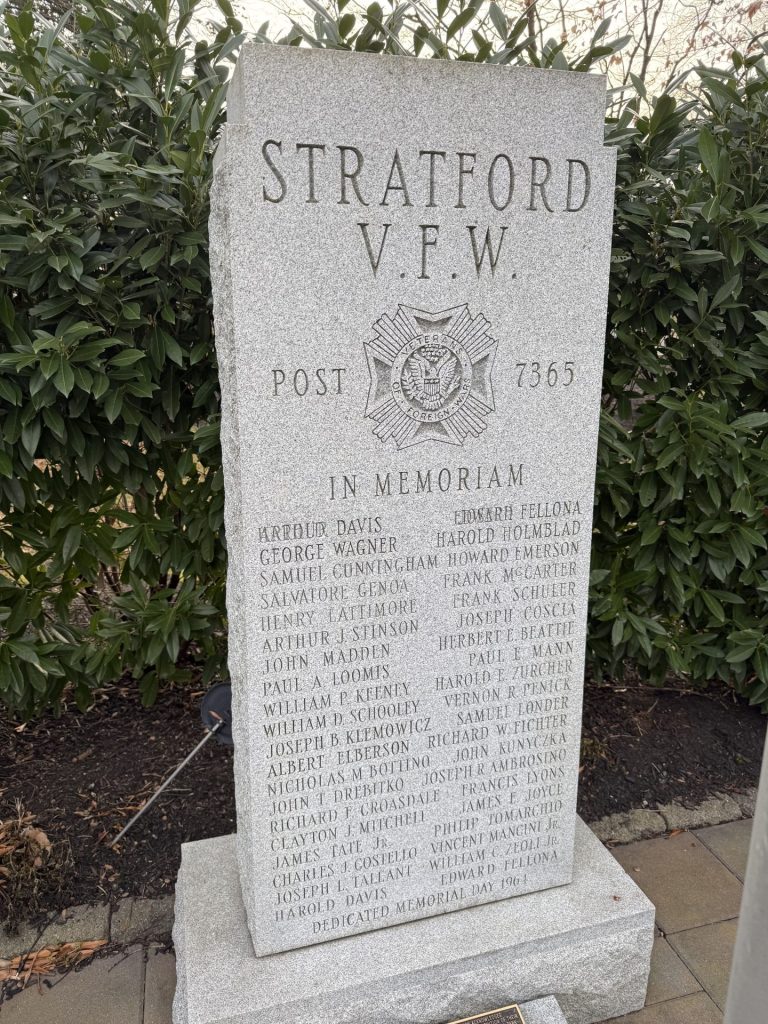 STRATFORD
V.F.W.
VETERANS
OF FOREIGN WARS
POST 7365
IN MEMORIAM
DAVIS FELLONA
GEORGE WAGNER HAROLD HOLMBLAD
SAMUEL CUNNINGHAM HOWARD EMERSON
SALVATORE GENOA FRANK McCARTER
HENRY LATTIMORE FRANK SCHULER
ARTHUR J. STINSON JOSEPH COSCIA
JOHN MADDEN HERBERT E. BEATTIE
PAUL A. LOOMIS PAUL E. MANN
WILLIAM P. KEENEY HAROLD E. ZURCHER
WILLIAM D. SCHOOLEY VERNON R. PENICK
JOSEPH B. KLEMOWICZ SAMUEL LONDER
ALBERT ELBERSON RICHARD W. FICHTER
NICHOLAS M. BOTTINO JOHN KUNYCZKA
JOHN T. DREBITKO JOSEPH R. AMBROSINO
RICHARD F. CROASDALE FRANCIS LYONS
CLAYTON J. MITCHELL JAMES E. JOYCE
JAMES TATE JR. PHILIP TOMARCHIO
CHARLES J. COSTELLO VINCENT MANCINI JR.
JOSEPH L. TALLANT WILLIAM C. ZEOLI JR.
HAROLD DAVIS EDWARD FELLONA
DEDICATED MEMORIAL DAY 1964